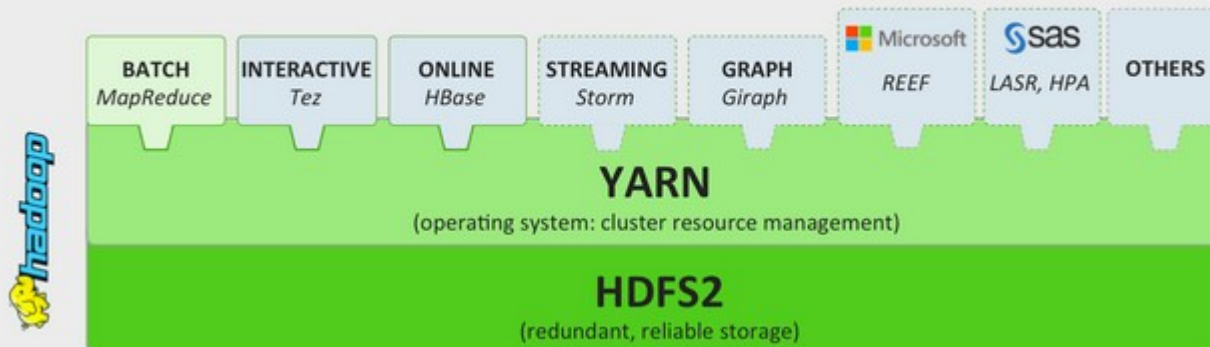 BATCH
MapReduce
INTERACTIVE
Tez
ONLINE
HBase
STREAMING
Storm
GRAPH
Giraph
Microsoft
REEF
sas
LASR, HPA
OTHERS
hadoop
YARN
(operating system: cluster resource management)
HDFS2
(redundant, reliable storage)